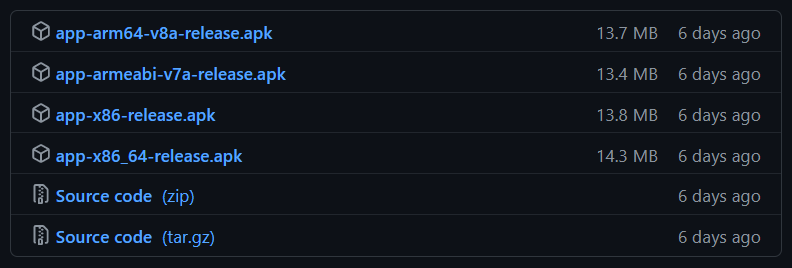 app-arm64-v8a-release.apk 13.7 MB 6 days ago
app-armeabi-v7a-release.apk 13.4 MB 6 days ago
app-x86-release.apk 13.8 MB 6 days ago
app-x86_64-release.apk 14.3 MB 6 days ago
Source code (zip) 6 days ago
Source code (tar.gz) 6 days ago